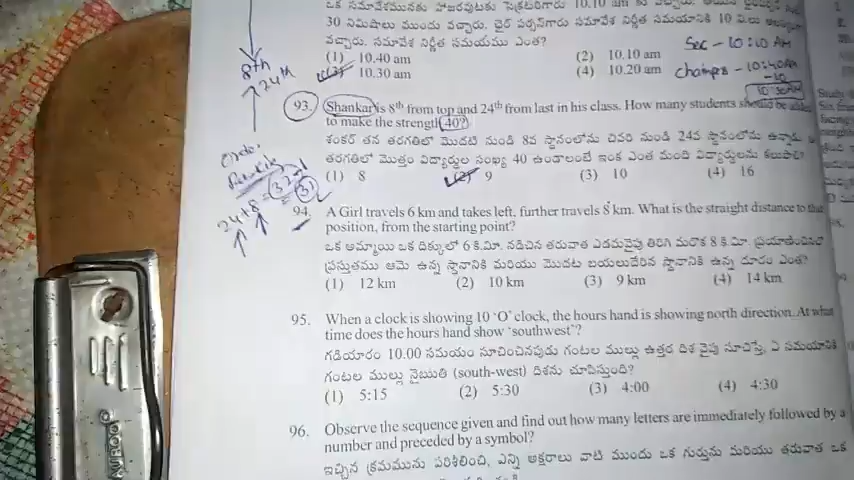 30 నిమిషాలు ముందు వచ్చారు.
వచ్చారు. సమావేశ నిర్ణీత సమయము ఎంత?
(1) 10.40 am (2) 10.10 am
10.30 am (4) 10.20 am
Sec - 10:10 AM
10:40 AM
- 10
10:30 AM
8th
24th
93. Shankar is 8th from top and 24th from last in his class. How many students should be
to make the strength 40?
శంకర్ తన తరగతిలో మొదటి నుండి 8వ స్థానంలోను చివరి నుండి 24వ స్థానంలోను ఉన్నాడు.
తరగతిలో మొత్తం విద్యార్థుల సంఖ్య 40 ఉండాలంటే ఇంక ఎంత మంది విద్యార్థులను కలపాలి?
(1) 8 (2) 9 (3) 10 (4) 16
24+8 = 32-1
31
94. A Girl travels 6 km and takes left, further travels 8 km. What is the straight distance to
position, from the starting point?
ఒక అమ్మాయి ఒక దిక్కులో 6 కి.మీ. నడిచిన తరువాత ఎడమవైపు తిరిగి మరొక 8 కి.మీ. ప్రయాణించిన
ప్రస్తుతము ఆమె ఉన్న స్థానానికి మరియు మొదట బయలుదేరిన స్థానానికి ఉన్న దూరం ఎంత?
(1) 12 km (2) 10 km (3) 9 km (4) 14 km
95. When a clock is showing 10 'O' clock, the hours hand is showing north direction. At what
time does the hours hand show 'southwest'?
గడియారం 10.00 సమయం సూచించినపుడు గంటల ముల్లు ఉత్తర దిశ వైపు సూచిస్తే, ఏ సమయానికి
గంటల ముల్లు నైఋతి (south-west) దిశను చూపిస్తుంది?
(1) 5:15 (2) 5:30 (3) 4:00 (4) 4:30
96. Observe the sequence given and find out how many letters are immediately followed by a
number and preceded by a symbol?
ఇచ్చిన క్రమమును పరిశీలించి, ఎన్ని అక్షరాలు వాటి ముందు ఒక గుర్తును మరియు తరువాత ఒక